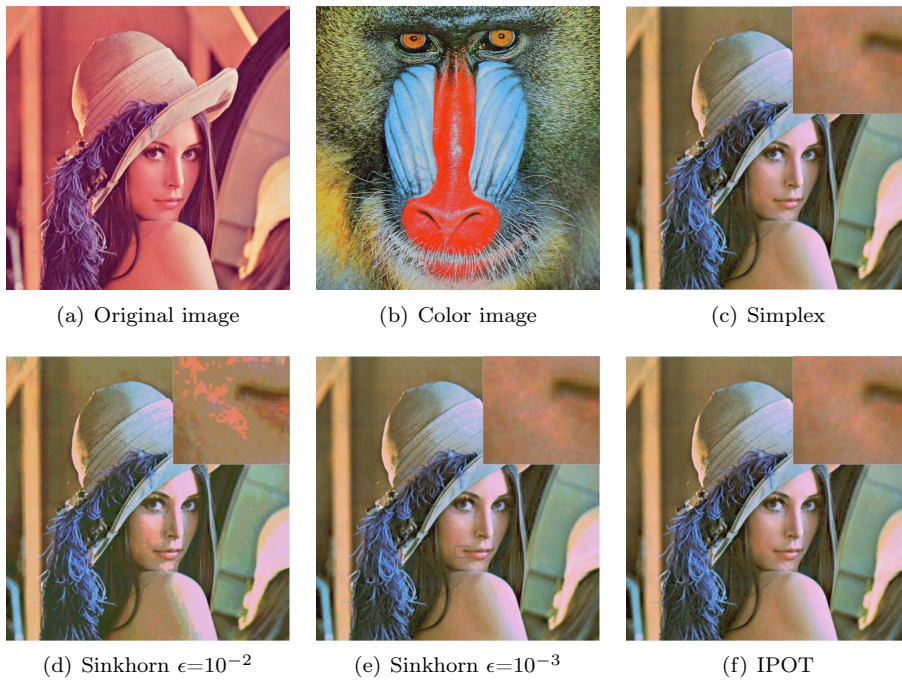 (a) Original image
(b) Color image
(c) Simplex
(d) Sinkhorn ϵ=10⁻²
(e) Sinkhorn ϵ=10⁻³
(f) IPOT